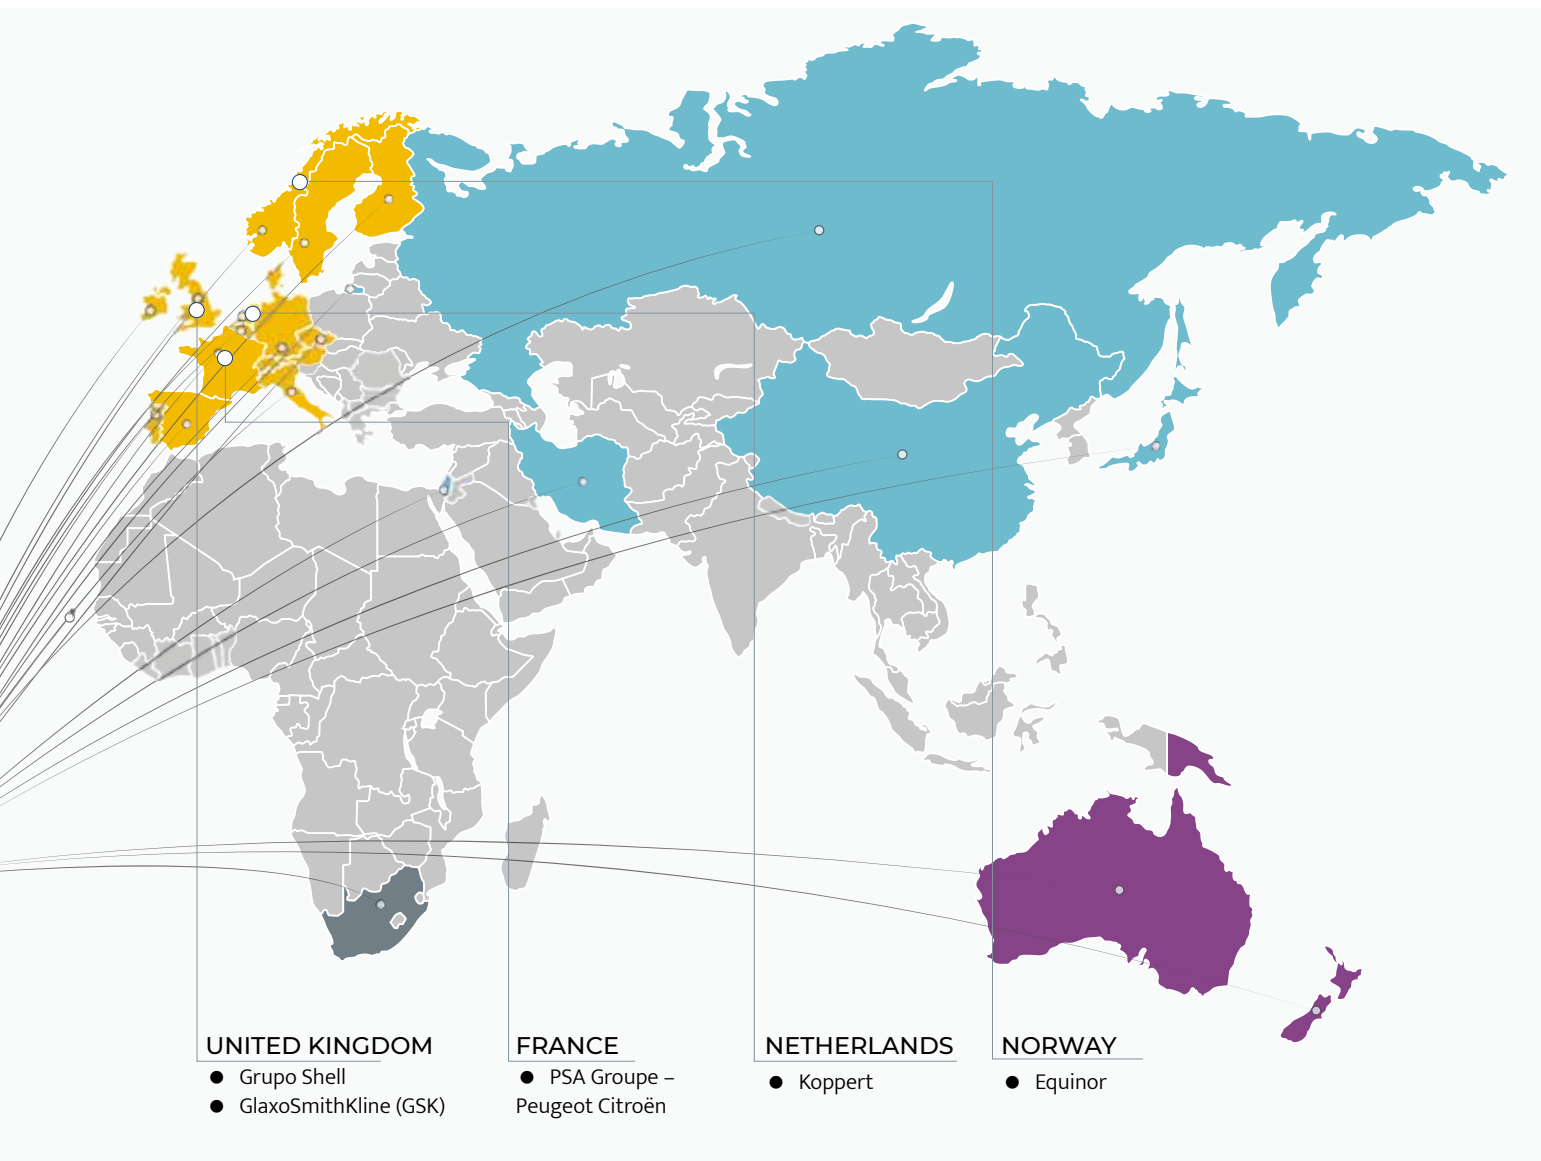 UNITED KINGDOM
● Grupo Shell
● GlaxoSmithKline (GSK)
FRANCE
● PSA Groupe –
Peugeot Citroën
NETHERLANDS
● Koppert
NORWAY
● Equinor